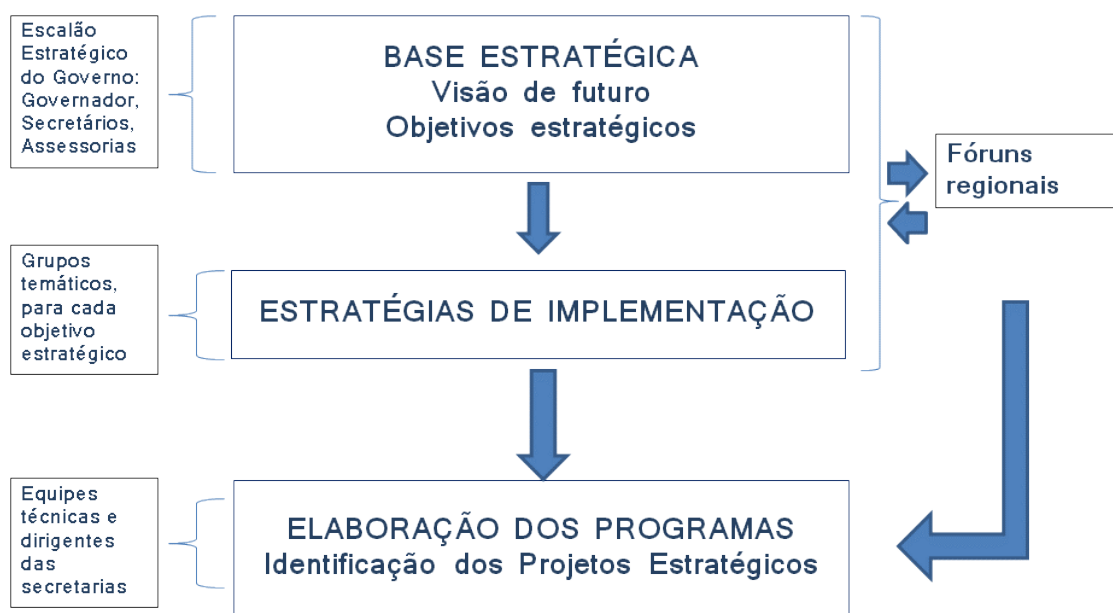 Escalão
Estratégico
do Governo:
Governador,
Secretários,
Assessorias
BASE ESTRATÉGICA
Visão de futuro
Objetivos estratégicos
Fóruns
regionais
Grupos
temáticos,
para cada
objetivo
estratégico
ESTRATÉGIAS DE IMPLEMENTAÇÃO
Equipes
técnicas e
dirigentes
das
secretarias
ELABORAÇÃO DOS PROGRAMAS
Identificação dos Projetos Estratégicos